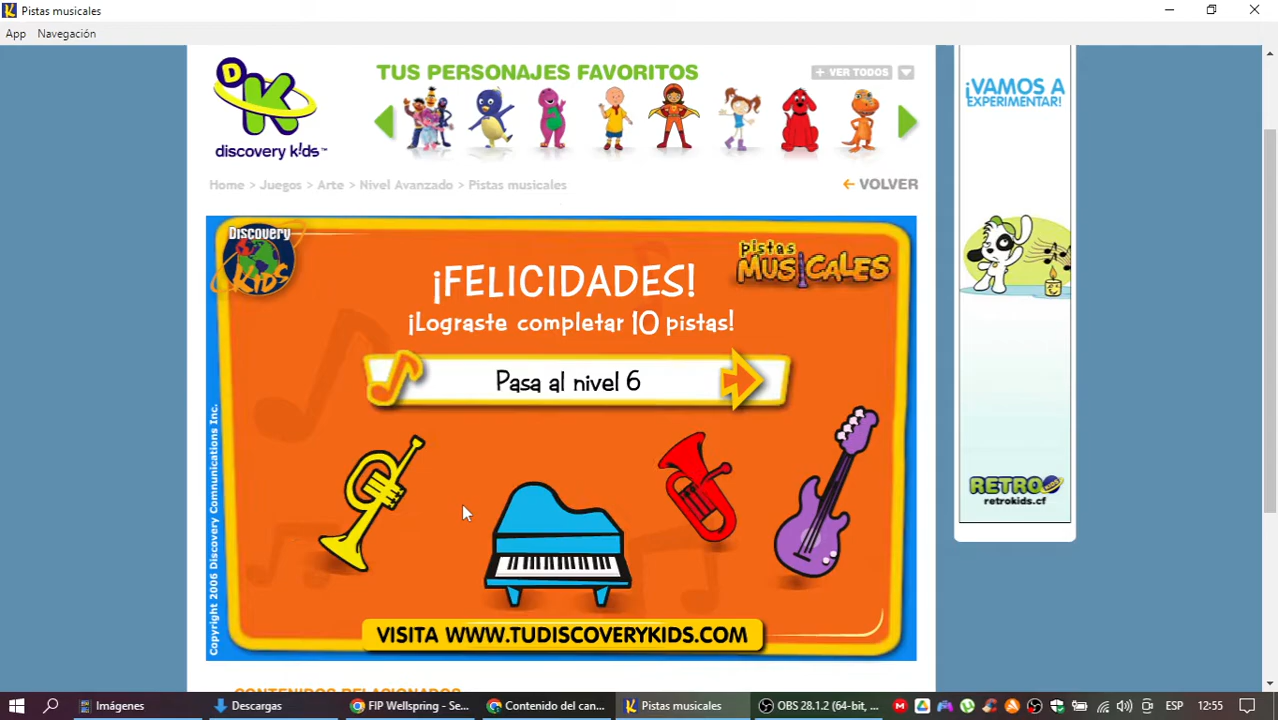 Pistas musicales
App Navegación
D K
discovery k!ds™
TUS PERSONAJES FAVORITOS
+ VER TODOS
Home > Juegos > Arte > Nivel Avanzado > Pistas musicales
← VOLVER
¡VAMOS A
EXPERIMENTAR!
Discovery
KiDS
pistas
MUSICALES
¡FELICIDADES!
¡Lograste completar 10 pistas!
Pasa al nivel 6
Copyright 2006 Discovery Communications Inc.
VISITA WWW.TUDISCOVERYKIDS.COM
RETRO
retrokids.cf
CONTENIDOS RELACIONADOS
Imágenes
Descargas
FIP Wellspring - Se...
Contenido del can...
Pistas musicales
OBS 28.1.2 (64-bit, ...
ESP
12:55